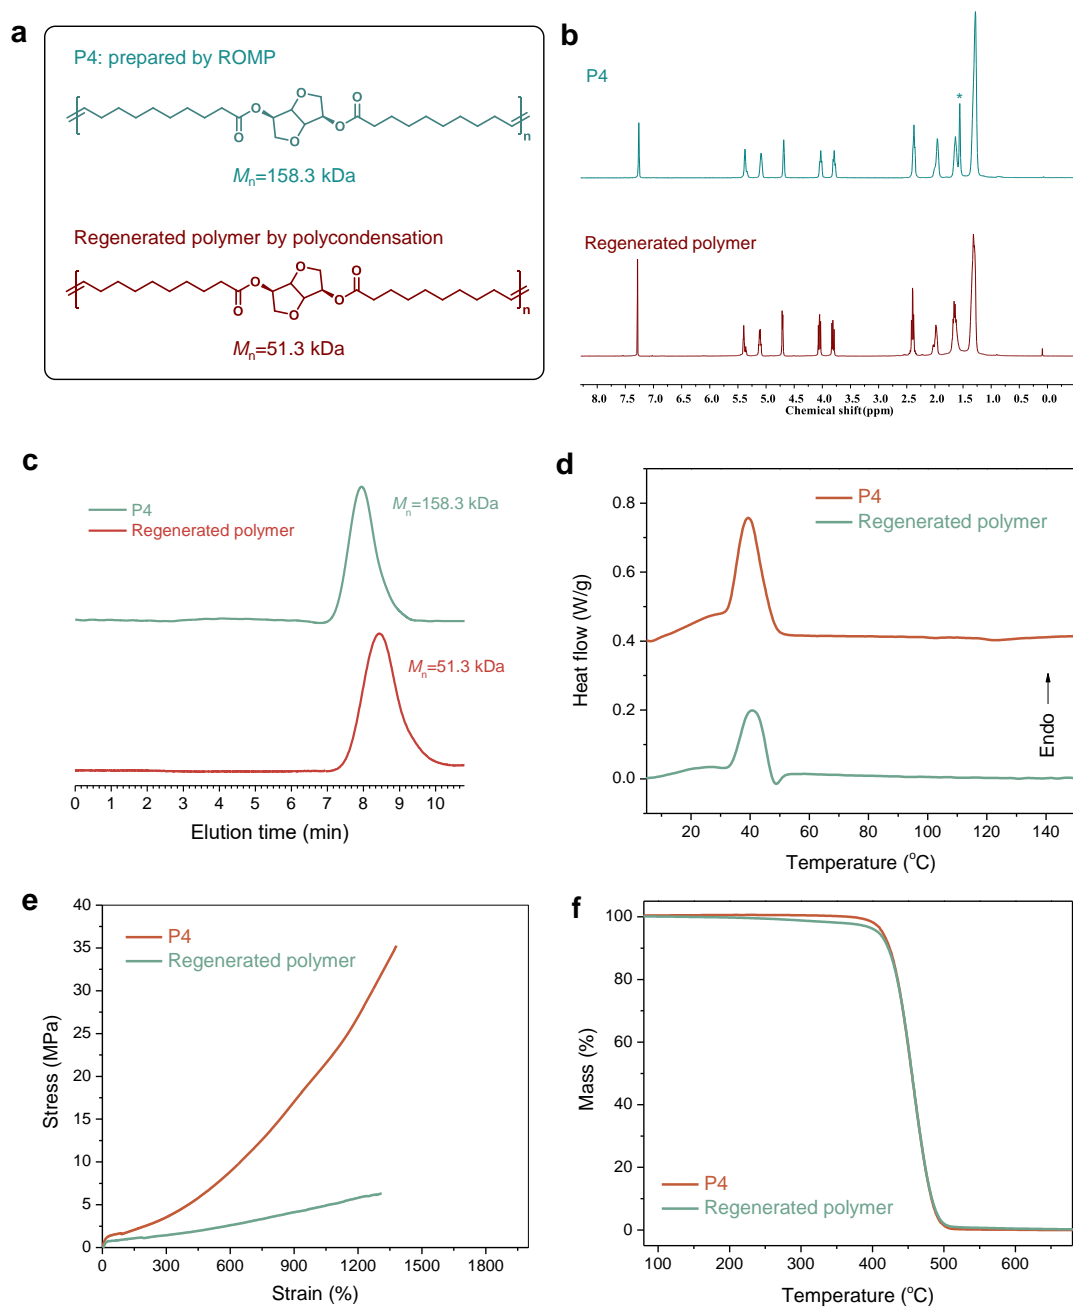 a
P4: prepared by ROMP
O
O
O
O
O
O
n
Mn=158.3 kDa
Regenerated polymer by polycondensation
O
O
O
O
O
O
n
Mn=51.3 kDa
b
P4
*
Regenerated polymer
8.0 7.5 7.0 6.5 6.0 5.5 5.0 4.5 4.0 3.5 3.0 2.5 2.0 1.5 1.0 0.0
Chemical shift(ppm)
c
P4
Regenerated polymer
Mn=158.3 kDa
Mn=51.3 kDa
0 1 2 3 4 5 6 7 8 9 10
Elution time (min)
d
P4
Regenerated polymer
0.8
0.6
0.4
0.2
0.0
Heat flow (W/g)
Endo
20 40 60 80 100 120 140
Temperature (°C)
e
P4
Regenerated polymer
40
35
30
25
20
15
10
5
0
Stress (MPa)
0 300 600 900 1200 1500 1800
Strain (%)
f
100
80
60
40
20
0
Mass (%)
P4
Regenerated polymer
100 200 300 400 500 600
Temperature (°C)